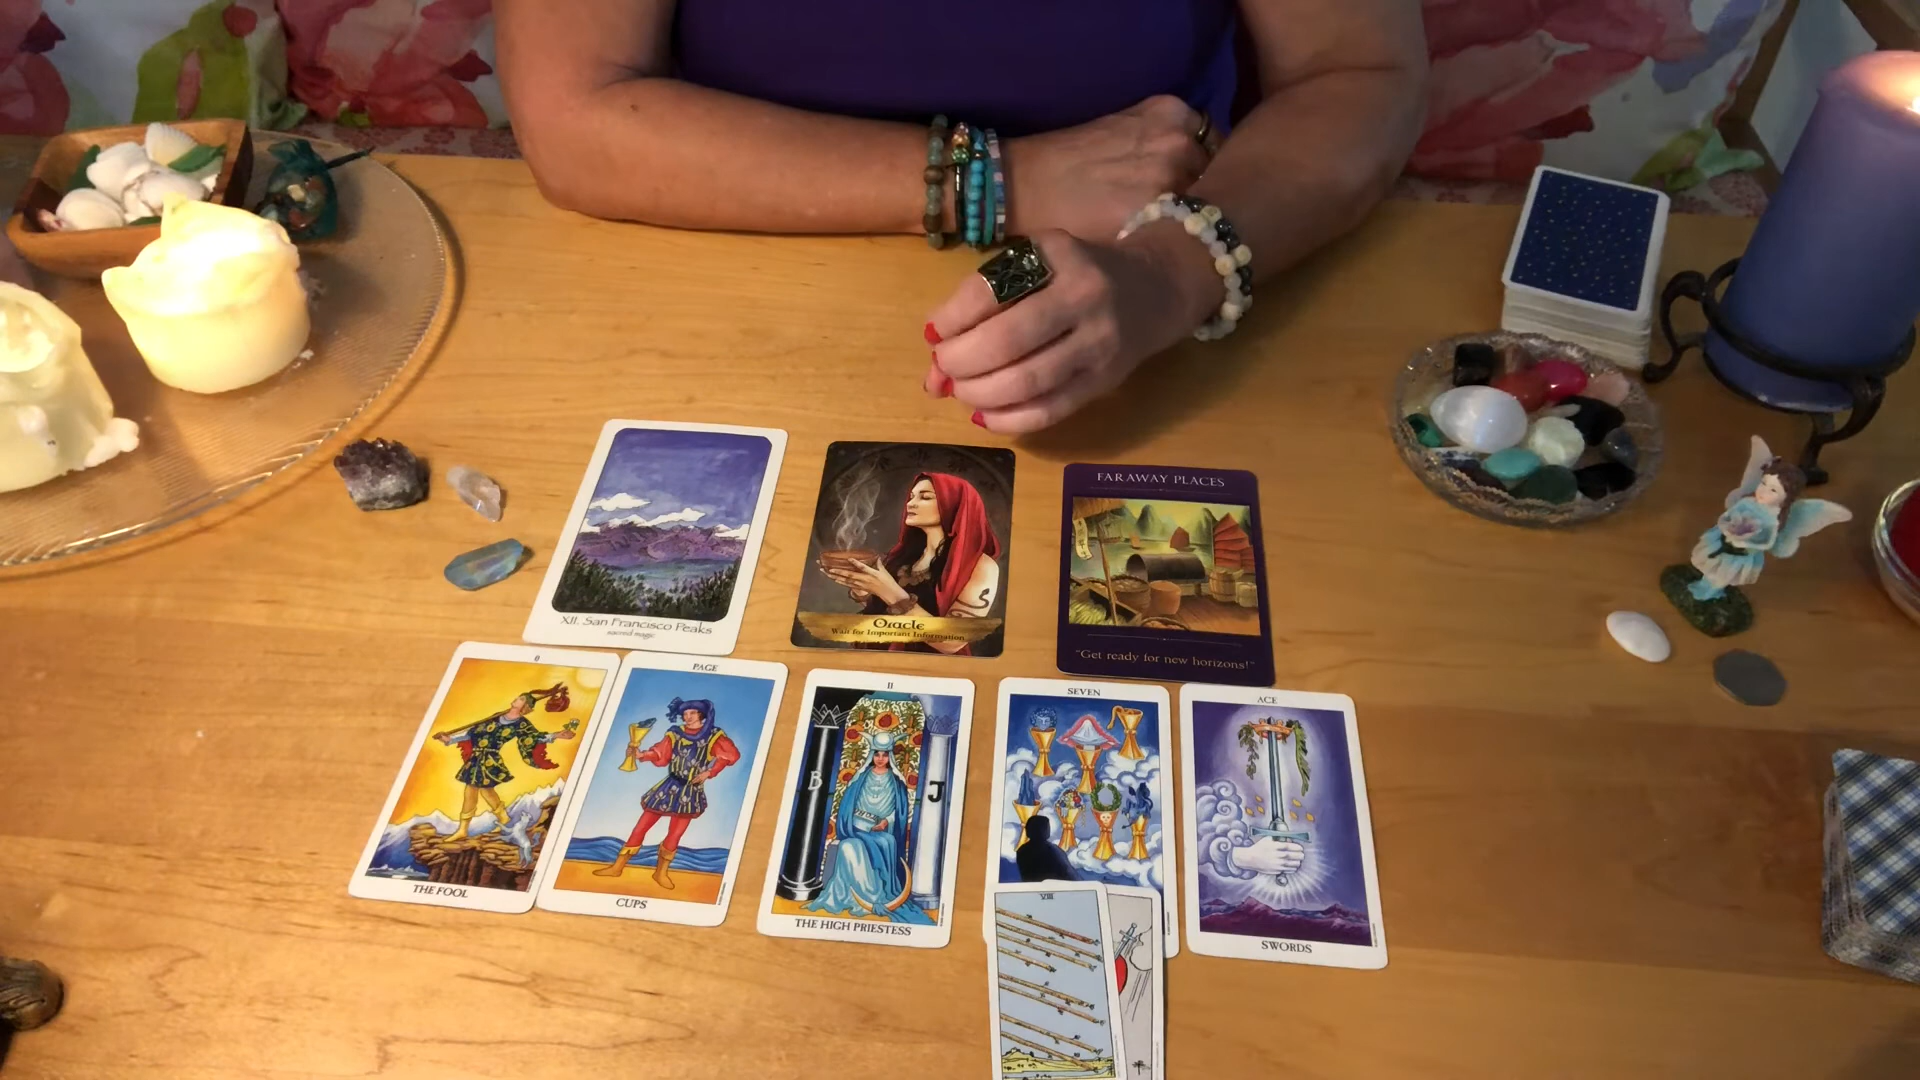 XII. San Francisco Peaks
sacred magic
Oracle
Wait for Important Information
FARAWAY PLACES
"Get ready for new horizons!"
0
THE FOOL
PAGE
CUPS
II
B
J
THE HIGH PRIESTESS
SEVEN
ACE
SWORDS
VIII